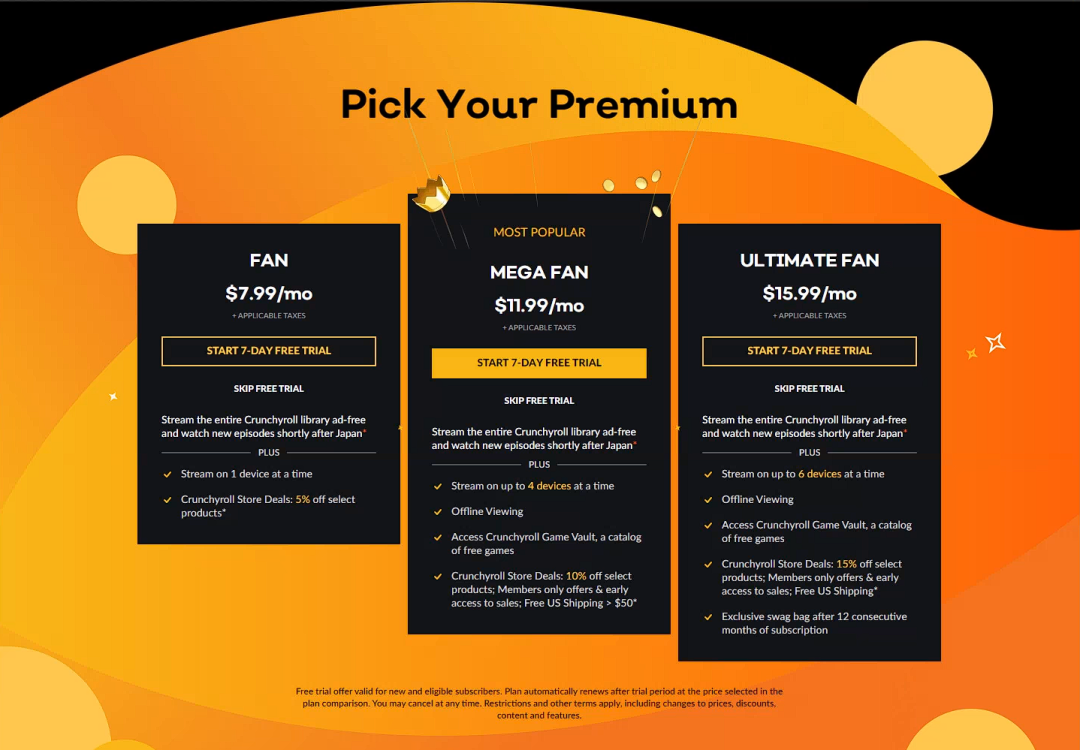 Pick Your Premium
FAN
$7.99/mo
+ APPLICABLE TAXES
START 7-DAY FREE TRIAL
SKIP FREE TRIAL
Stream the entire Crunchyroll library ad-free
and watch new episodes shortly after Japan*
PLUS
Stream on 1 device at a time
Crunchyroll Store Deals: 5% off select
products*
MOST POPULAR
MEGA FAN
$11.99/mo
+ APPLICABLE TAXES
START 7-DAY FREE TRIAL
SKIP FREE TRIAL
Stream the entire Crunchyroll library ad-free
and watch new episodes shortly after Japan*
PLUS
Stream on up to 4 devices at a time
Offline Viewing
Access Crunchyroll Game Vault, a catalog
of free games
Crunchyroll Store Deals: 10% off select
products; Members only offers & early
access to sales; Free US Shipping > $50*
ULTIMATE FAN
$15.99/mo
+ APPLICABLE TAXES
START 7-DAY FREE TRIAL
SKIP FREE TRIAL
Stream the entire Crunchyroll library ad-free
and watch new episodes shortly after Japan*
PLUS
Stream on up to 6 devices at a time
Offline Viewing
Access Crunchyroll Game Vault, a catalog
of free games
Crunchyroll Store Deals: 15% off select
products; Members only offers & early
access to sales; Free US Shipping*
Exclusive swag bag after 12 consecutive
months of subscription
Free trial offer valid for new and eligible subscribers. Plan automatically renews after trial period at the price selected in the
plan comparison. You may cancel at any time. Restrictions and other terms apply, including changes to prices, discounts,
content and features.